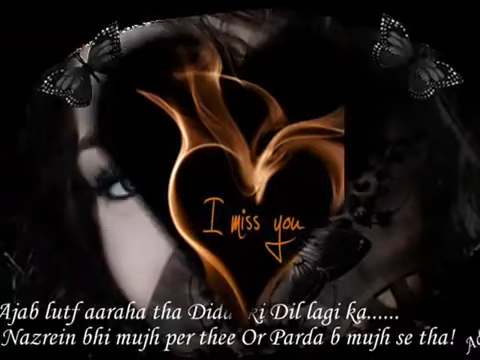 I miss you
Ajab lutf aaraha tha ki Dil lagi ka......
Nazrein bhi mujh per thee Or Parda b mujh se tha!